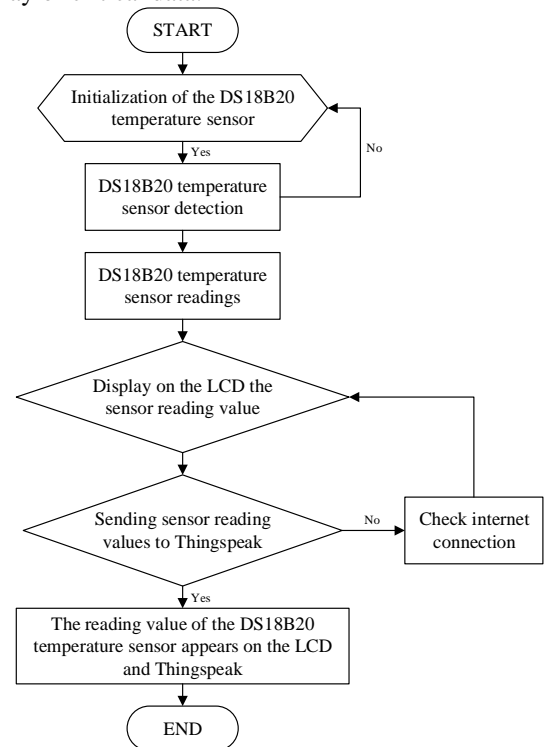 START
Initialization of the DS18B20
temperature sensor
Yes
No
DS18B20 temperature
sensor detection
DS18B20 temperature
sensor readings
Display on the LCD the
sensor reading value
Sending sensor reading
values to Thingspeak
No
Check internet
connection
Yes
The reading value of the DS18B20
temperature sensor appears on the LCD
and Thingspeak
END